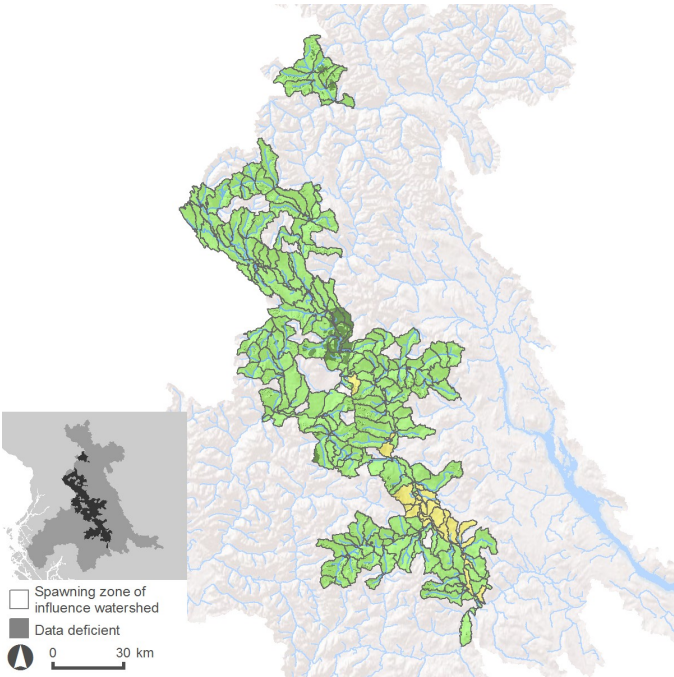 Spawning zone of
influence watershed
Data deficient
0 30 km